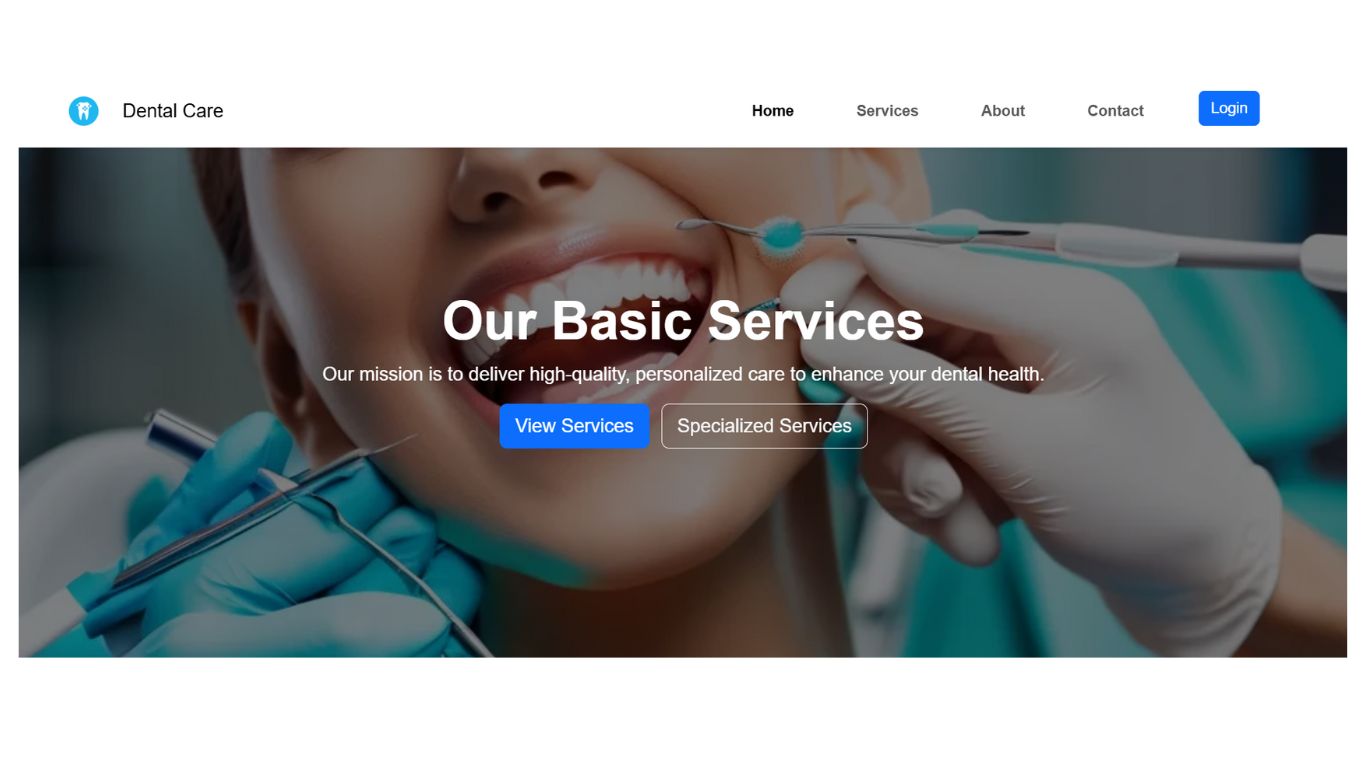 Dental Care
Home
Services
About
Contact
Login
Our Basic Services
Our mission is to deliver high-quality, personalized care to enhance your dental health.
View Services
Specialized Services